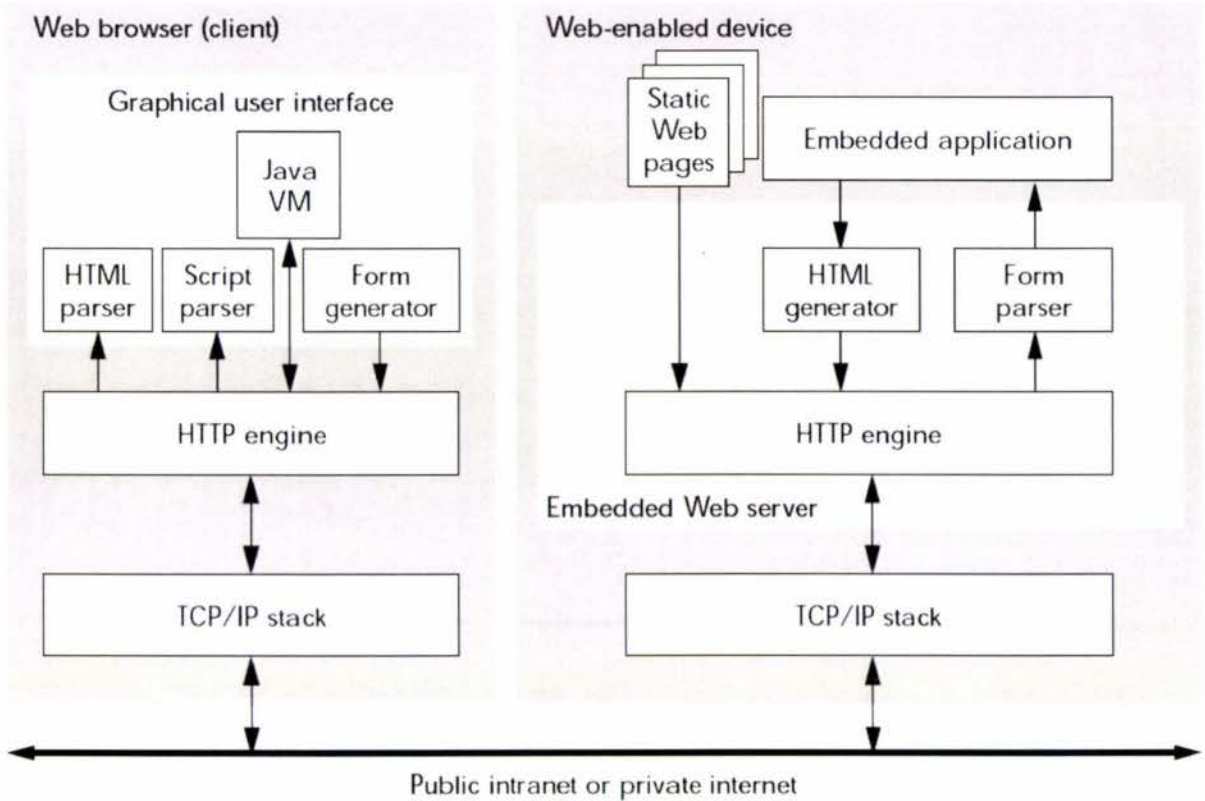 Web browser (client)
Graphical user interface
Java
VM
HTML
parser
Script
parser
Form
generator
HTTP engine
TCP/IP stack
Web-enabled device
Static
Web
pages
Embedded application
HTML
generator
Form
parser
HTTP engine
Embedded Web server
TCP/IP stack
Public intranet or private internet